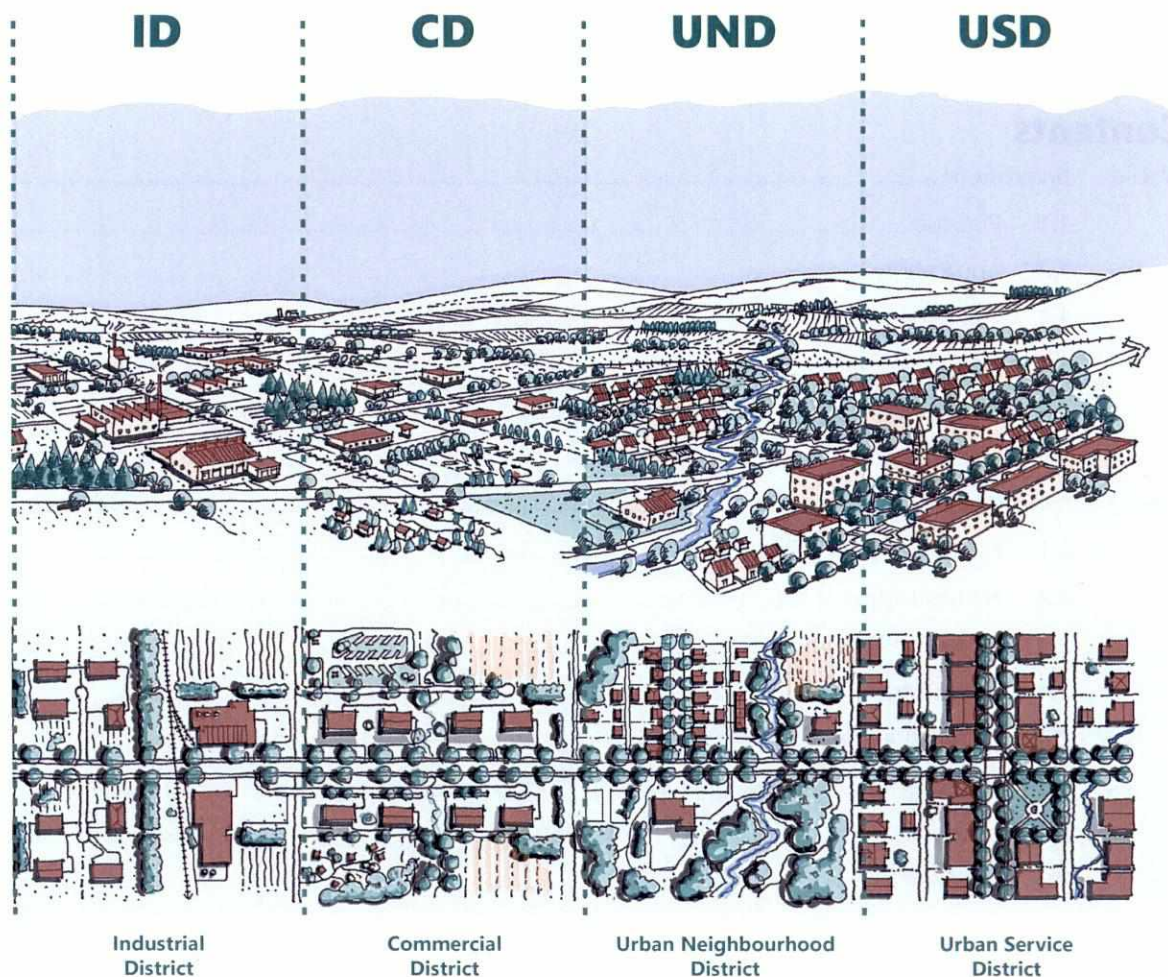 ID
CD
UND
USD
Industrial
District
Commercial
District
Urban Neighbourhood
District
Urban Service
District